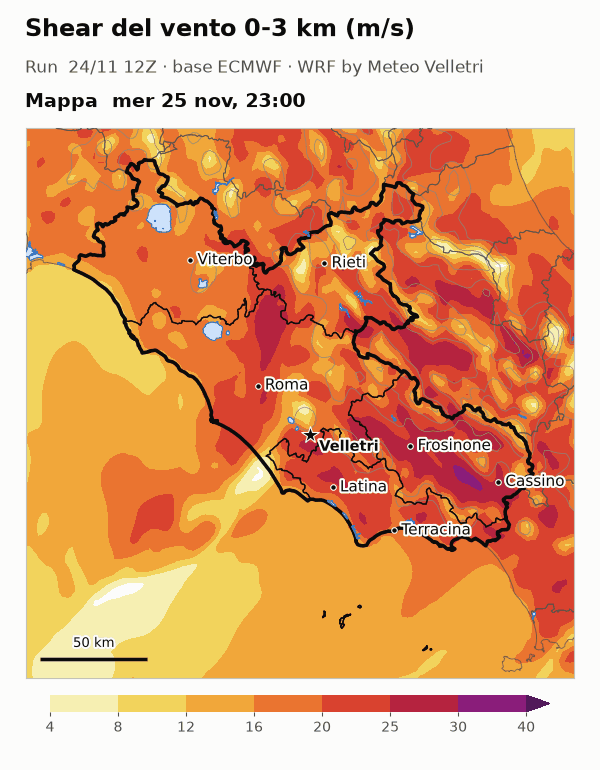 Shear del vento 0-3 km (m/s)
Run  24/11 12Z · base ECMWF · WRF by Meteo Velletri
Mappa  mer 25 nov, 23:00
Viterbo
Rieti
Roma
Velletri
Frosinone
Cassino
Latina
Terracina
50 km
4 8 12 16 20 25 30 40